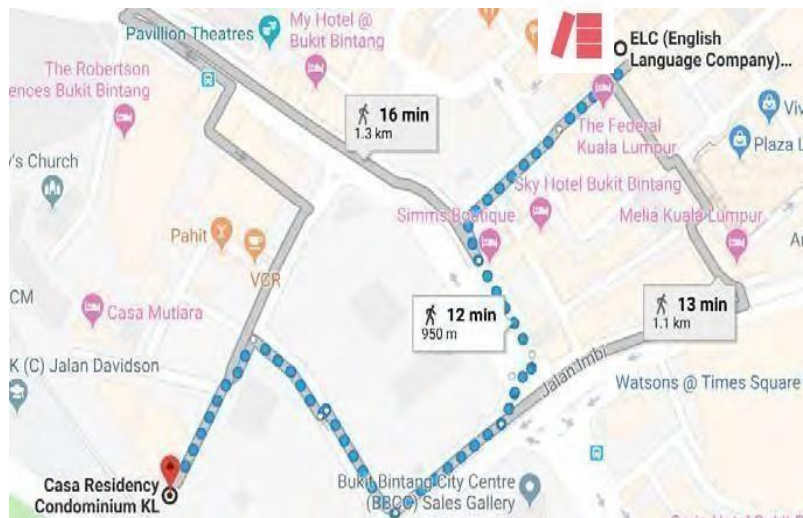 Pavillion Theatres
My Hotel @
Bukit Bintang
ELC (English
Language Company)...
The Robertson
ences Bukit Bintang
16 min
1.3 km
The Federal
Kuala Lumpur
Viv
Plaza L
y's Church
Sky Hotel Bukit Bintang
Simms Boutique
Melia Kuala Lumpur
Pahit
VCR
CM
Casa Mutiara
12 min
950 m
13 min
1.1 km
K (C) Jalan Davidson
Jalan Imbi
Watsons @ Times Square
Casa Residency
Condominium KL
Bukit Bintang City Centre
(BBCC) Sales Gallery